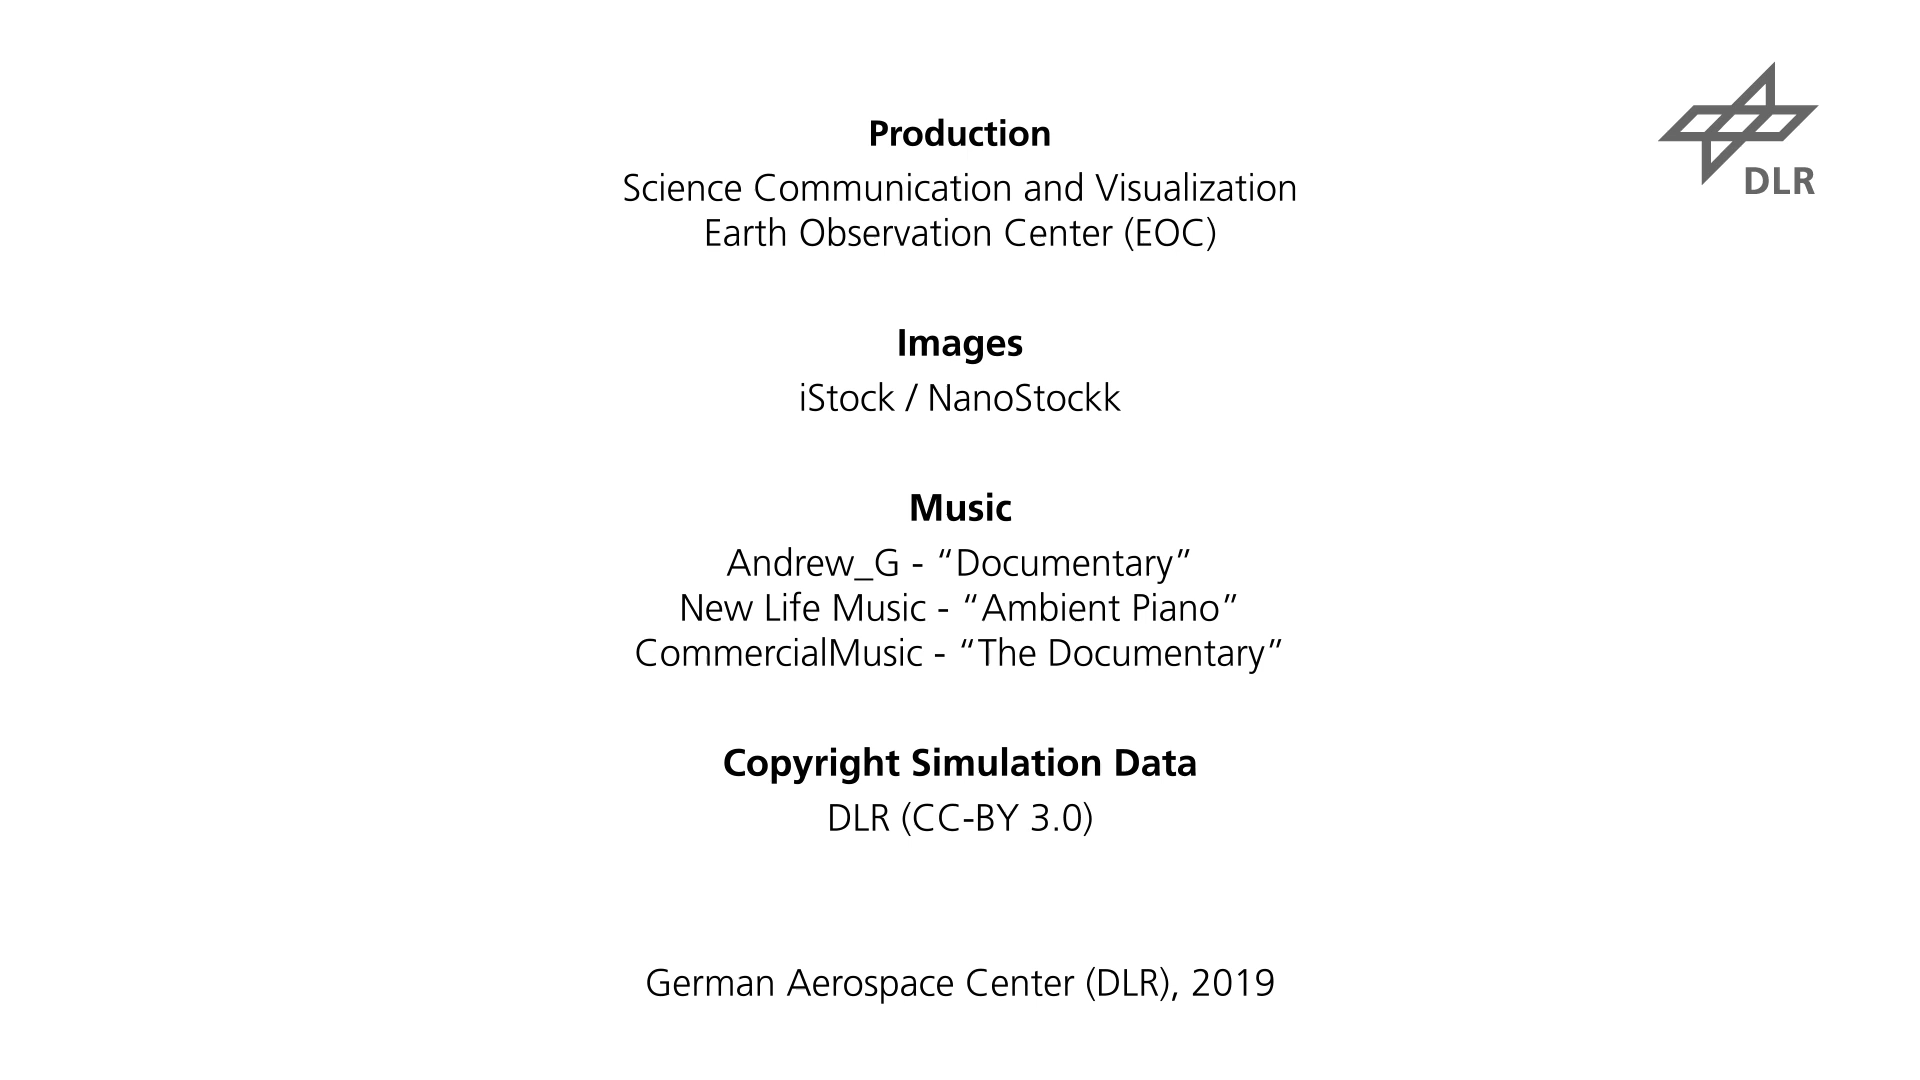 Production
Science Communication and Visualization
Earth Observation Center (EOC)
Images
iStock / NanoStockk
Music
Andrew_G - “Documentary”
New Life Music - “Ambient Piano”
CommercialMusic - “The Documentary”
Copyright Simulation Data
DLR (CC-BY 3.0)
German Aerospace Center (DLR), 2019
DLR